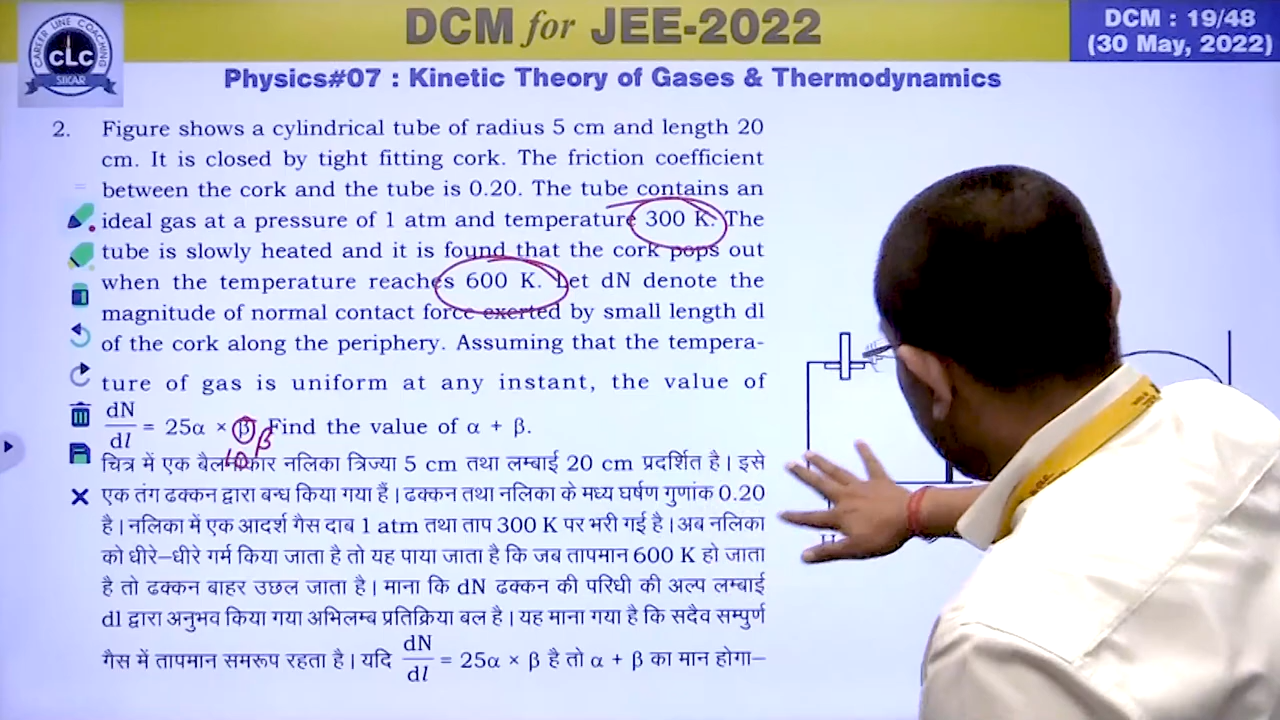 DCM for JEE-2022
DCM : 19/48
(30 May, 2022)
CAREER LINE COACHING
CLC
SIKAR
Physics#07 : Kinetic Theory of Gases & Thermodynamics
2. Figure shows a cylindrical tube of radius 5 cm and length 20
cm. It is closed by tight fitting cork. The friction coefficient
between the cork and the tube is 0.20. The tube contains an
ideal gas at a pressure of 1 atm and temperature 300 K. The
tube is slowly heated and it is found that the cork pops out
when the temperature reaches 600 K. Let dN denote the
magnitude of normal contact force exerted by small length dl
of the cork along the periphery. Assuming that the tempera-
ture of gas is uniform at any instant, the value of
dN/dl = 25α × β. Find the value of α + β.
10 β
चित्र में एक बैलनाकार नलिका त्रिज्या 5 cm तथा लम्बाई 20 cm प्रदर्शित है। इसे
एक तंग ढक्कन द्वारा बन्ध किया गया हैं। ढक्कन तथा नलिका के मध्य घर्षण गुणांक 0.20
है। नलिका में एक आदर्श गैस दाब 1 atm तथा ताप 300 K पर भरी गई है। अब नलिका
को धीरे–धीरे गर्म किया जाता है तो यह पाया जाता है कि जब तापमान 600 K हो जाता
है तो ढक्कन बाहर उछल जाता है। माना कि dN ढक्कन की परिधी की अल्प लम्बाई
dl द्वारा अनुभव किया गया अभिलम्ब प्रतिक्रिया बल है। यह माना गया है कि सदैव सम्पुर्ण
गैस में तापमान समरूप रहता है। यदि dN/dl = 25α × β है तो α + β का मान होगा–